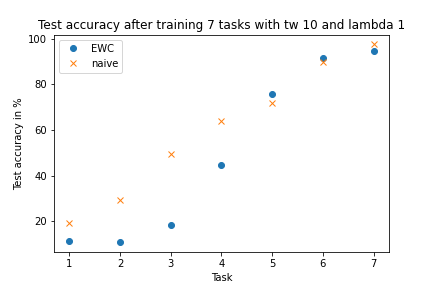 Test accuracy after training 7 tasks with tw 10 and lambda 1
EWC
naive
Test accuracy in %
100
80
60
40
20
1 2 3 4 5 6 7
Task